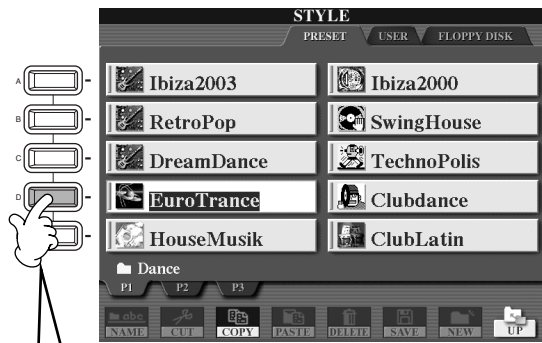 STYLE
PRESET USER FLOPPY DISK
A Ibiza2003 Ibiza2000
B RetroPop SwingHouse
C DreamDance TechnoPolis
D EuroTrance Clubdance
HouseMusik ClubLatin
Dance
P1 P2 P3
abc
NAME CUT COPY PASTE DELETE SAVE NEW UP